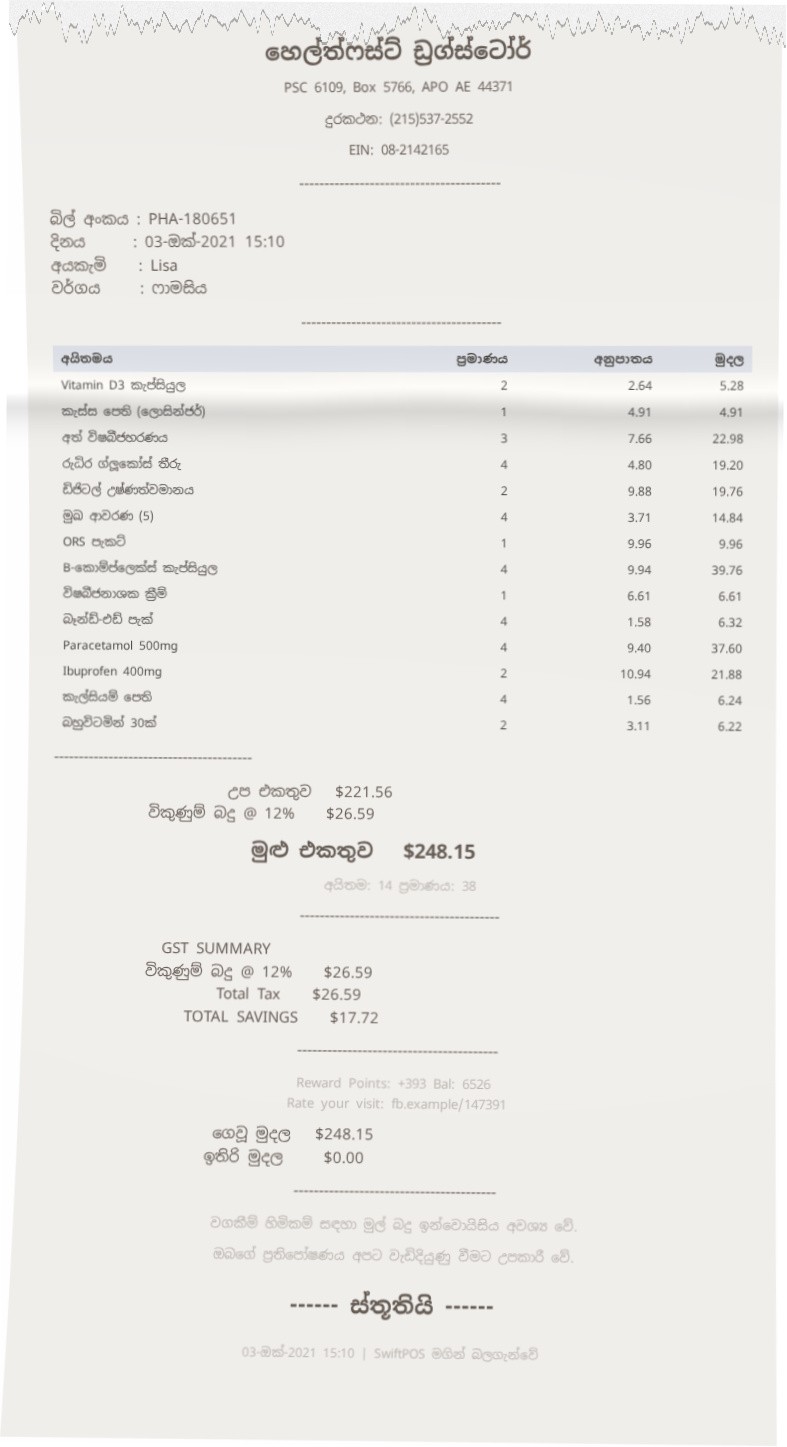 හෙල්ත්ෆස්ට් ඩ්‍රග්ස්ටෝර්
PSC 6109, Box 5766, APO AE 44371
දුරකථන: (215)537-2552
EIN: 08-2142165
----------------------------------------
බිල් අංකය : PHA-180651
දිනය : 03-ඔක්-2021 15:10
අයකැමි : Lisa
වර්ගය : ෆාමසිය
----------------------------------------
අයිතමය ප්‍රමාණය අනුපාතය මුදල
Vitamin D3 කැප්සියුල 2 2.64 5.28
කැස්ස පෙති (ලොසින්ජර්) 1 4.91 4.91
අත් විෂබීජහරණය 3 7.66 22.98
රුධිර ග්ලූකෝස් තීරු 4 4.80 19.20
ඩිජිටල් උෂ්ණත්වමානය 2 9.88 19.76
මුඛ ආවරණ (5) 4 3.71 14.84
ORS පැකට් 1 9.96 9.96
B-කොම්ප්ලෙක්ස් කැප්සියුල 4 9.94 39.76
විෂබීජනාශක ක්‍රීම් 1 6.61 6.61
බෑන්ඩ්-එඩ් පැක් 4 1.58 6.32
Paracetamol 500mg 4 9.40 37.60
Ibuprofen 400mg 2 10.94 21.88
කැල්සියම් පෙති 4 1.56 6.24
බහුවිටමින් 30ක් 2 3.11 6.22
----------------------------------------
උප එකතුව $221.56
විකුණුම් බදු @ 12% $26.59
මුළු එකතුව $248.15
අයිතම: 14 ප්‍රමාණය: 38
----------------------------------------
GST SUMMARY
විකුණුම් බදු @ 12% $26.59
Total Tax $26.59
TOTAL SAVINGS $17.72
----------------------------------------
Reward Points: +393 Bal: 6526
Rate your visit: fb.example/147391
ගෙවූ මුදල $248.15
ඉතිරි මුදල $0.00
----------------------------------------
වගකීම් හිමිකම් සඳහා මුල් බදු ඉන්වොයිසිය අවශ්‍ය වේ.
ඔබගේ ප්‍රතිපෝෂණය අපට වැඩිදියුණු වීමට උපකාරී වේ.
------ ස්තූතියි ------
03-ඔක්-2021 15:10 | SwiftPOS මගින් බලගැන්වේ